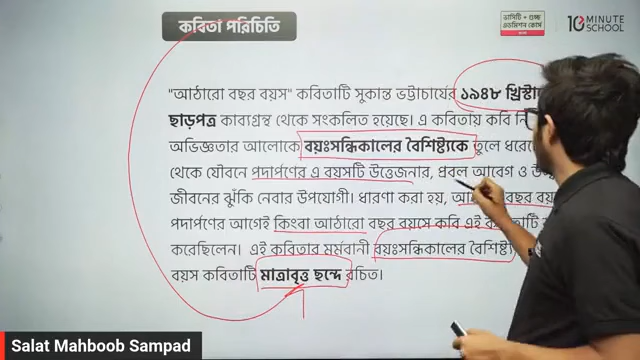 কবিতা পরিচিতি
ভার্সিটি + গুচ্ছ
এডমিশন কোর্স
10 MINUTE SCHOOL
"আঠারো বছর বয়স" কবিতাটি সুকান্ত ভট্টাচার্যের ১৯৪৮
ছাড়পত্র কাব্যগ্রন্থ থেকে সংকলিত হয়েছে। এ কবিতায় কবি
অভিজ্ঞতার আলোকে বয়ঃসন্ধিকালের বৈশিষ্ট্যকে তুলে
থেকে যৌবনে পদার্পণের এ বয়সটি উত্তেজনার, প্রবল আবেগ ও
জীবনের ঝুঁকি নেবার উপযোগী। ধারণা করা হয়, বছর
পদার্পণের আগেই কিংবা আঠারো বছর বয়সে কবি এই
করেছিলেন। এই কবিতার মর্মবানী বয়ঃসন্ধিকালের
বয়স কবিতাটি মাত্রাবৃত্ত ছন্দে রচিত।
Salat Mahboob Sampad